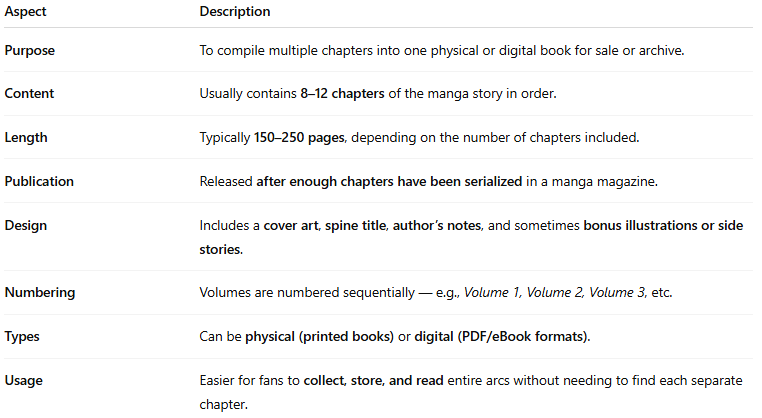 Aspect Description
Purpose To compile multiple chapters into one physical or digital book for sale or archive.
Content Usually contains 8–12 chapters of the manga story in order.
Length Typically 150–250 pages, depending on the number of chapters included.
Publication Released after enough chapters have been serialized in a manga magazine.
Design Includes a cover art, spine title, author’s notes, and sometimes bonus illustrations or side
stories.
Numbering Volumes are numbered sequentially — e.g., Volume 1, Volume 2, Volume 3, etc.
Types Can be physical (printed books) or digital (PDF/eBook formats).
Usage Easier for fans to collect, store, and read entire arcs without needing to find each separate
chapter.